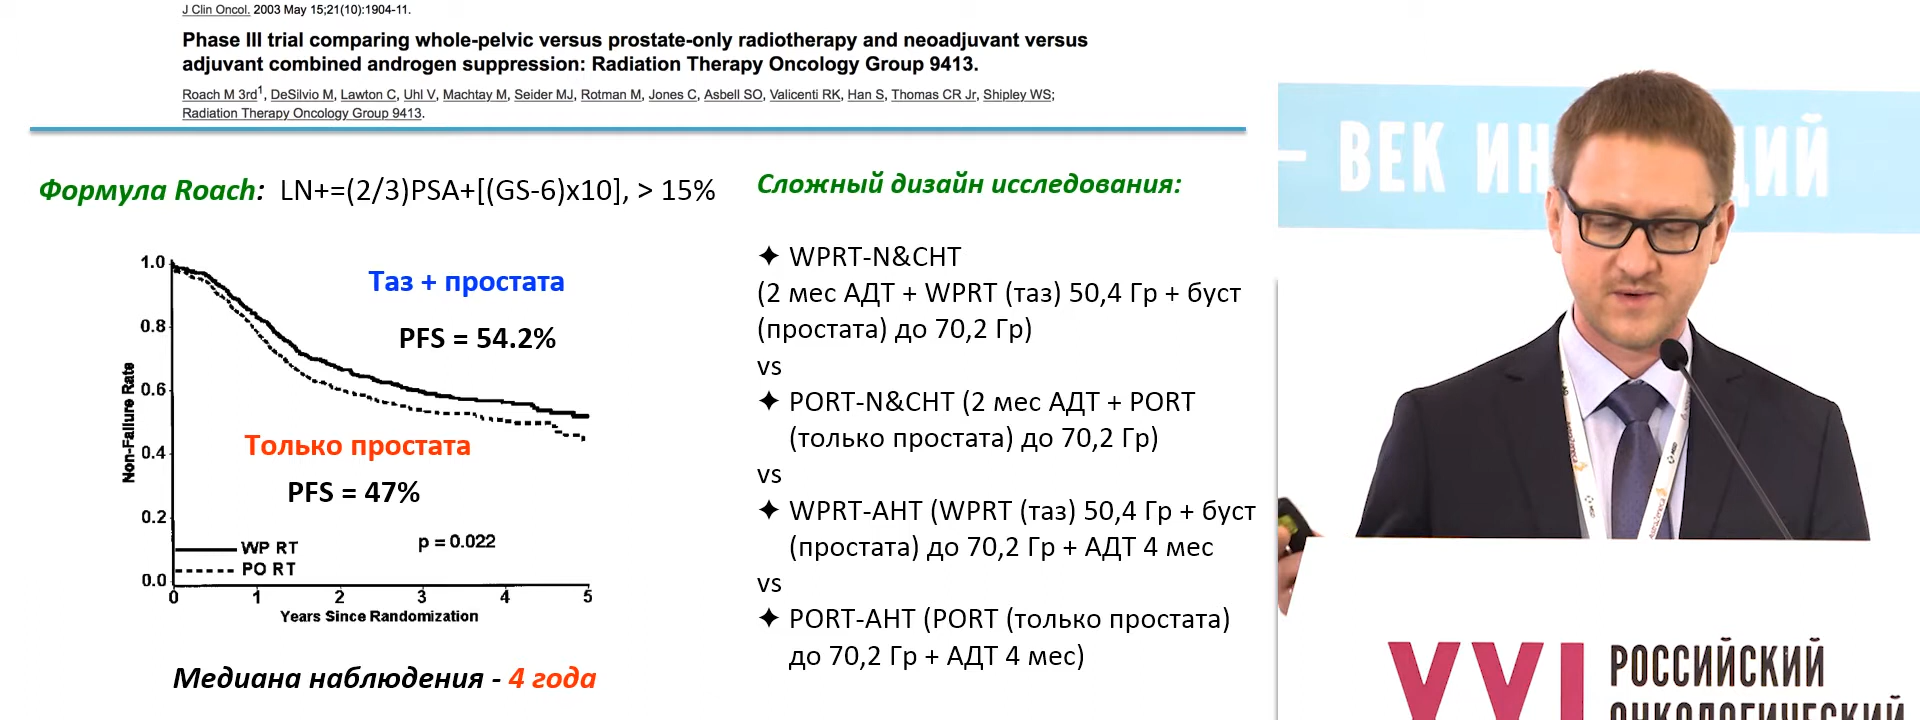 J Clin Oncol. 2003 May 15;21(10):1904-11.
Phase III trial comparing whole-pelvic versus prostate-only radiotherapy and neoadjuvant versus
adjuvant combined androgen suppression: Radiation Therapy Oncology Group 9413.
Roach M 3rd1, DeSilvio M, Lawton C, Uhl V, Machtay M, Seider MJ, Rotman M, Jones C, Asbell SO, Valicenti RK, Han S, Thomas CR Jr, Shipley WS;
Radiation Therapy Oncology Group 9413.
Формула Roach: LN+=(2/3)PSA+[(GS-6)x10], > 15%
1.0
0.8
0.6
0.4
0.2
0.0
Non-Failure Rate
Таз + простата
PFS = 54.2%
Только простата
PFS = 47%
p = 0.022
WP RT
PO RT
0 1 2 3 4 5
Years Since Randomization
Медиана наблюдения - 4 года
Сложный дизайн исследования:
✦ WPRT-N&CHT
(2 мес АДТ + WPRT (таз) 50,4 Гр + буст
(простата) до 70,2 Гр)
vs
✦ PORT-N&CHT (2 мес АДТ + PORT
(только простата) до 70,2 Гр)
vs
✦ WPRT-AHT (WPRT (таз) 50,4 Гр + буст
(простата) до 70,2 Гр + АДТ 4 мес
vs
✦ PORT-AHT (PORT (только простата)
до 70,2 Гр + АДТ 4 мес)
– ВЕК ИН ЦИЙ
XXI РОССИЙСКИЙ
ОНКОЛОГИЧЕСКИЙ